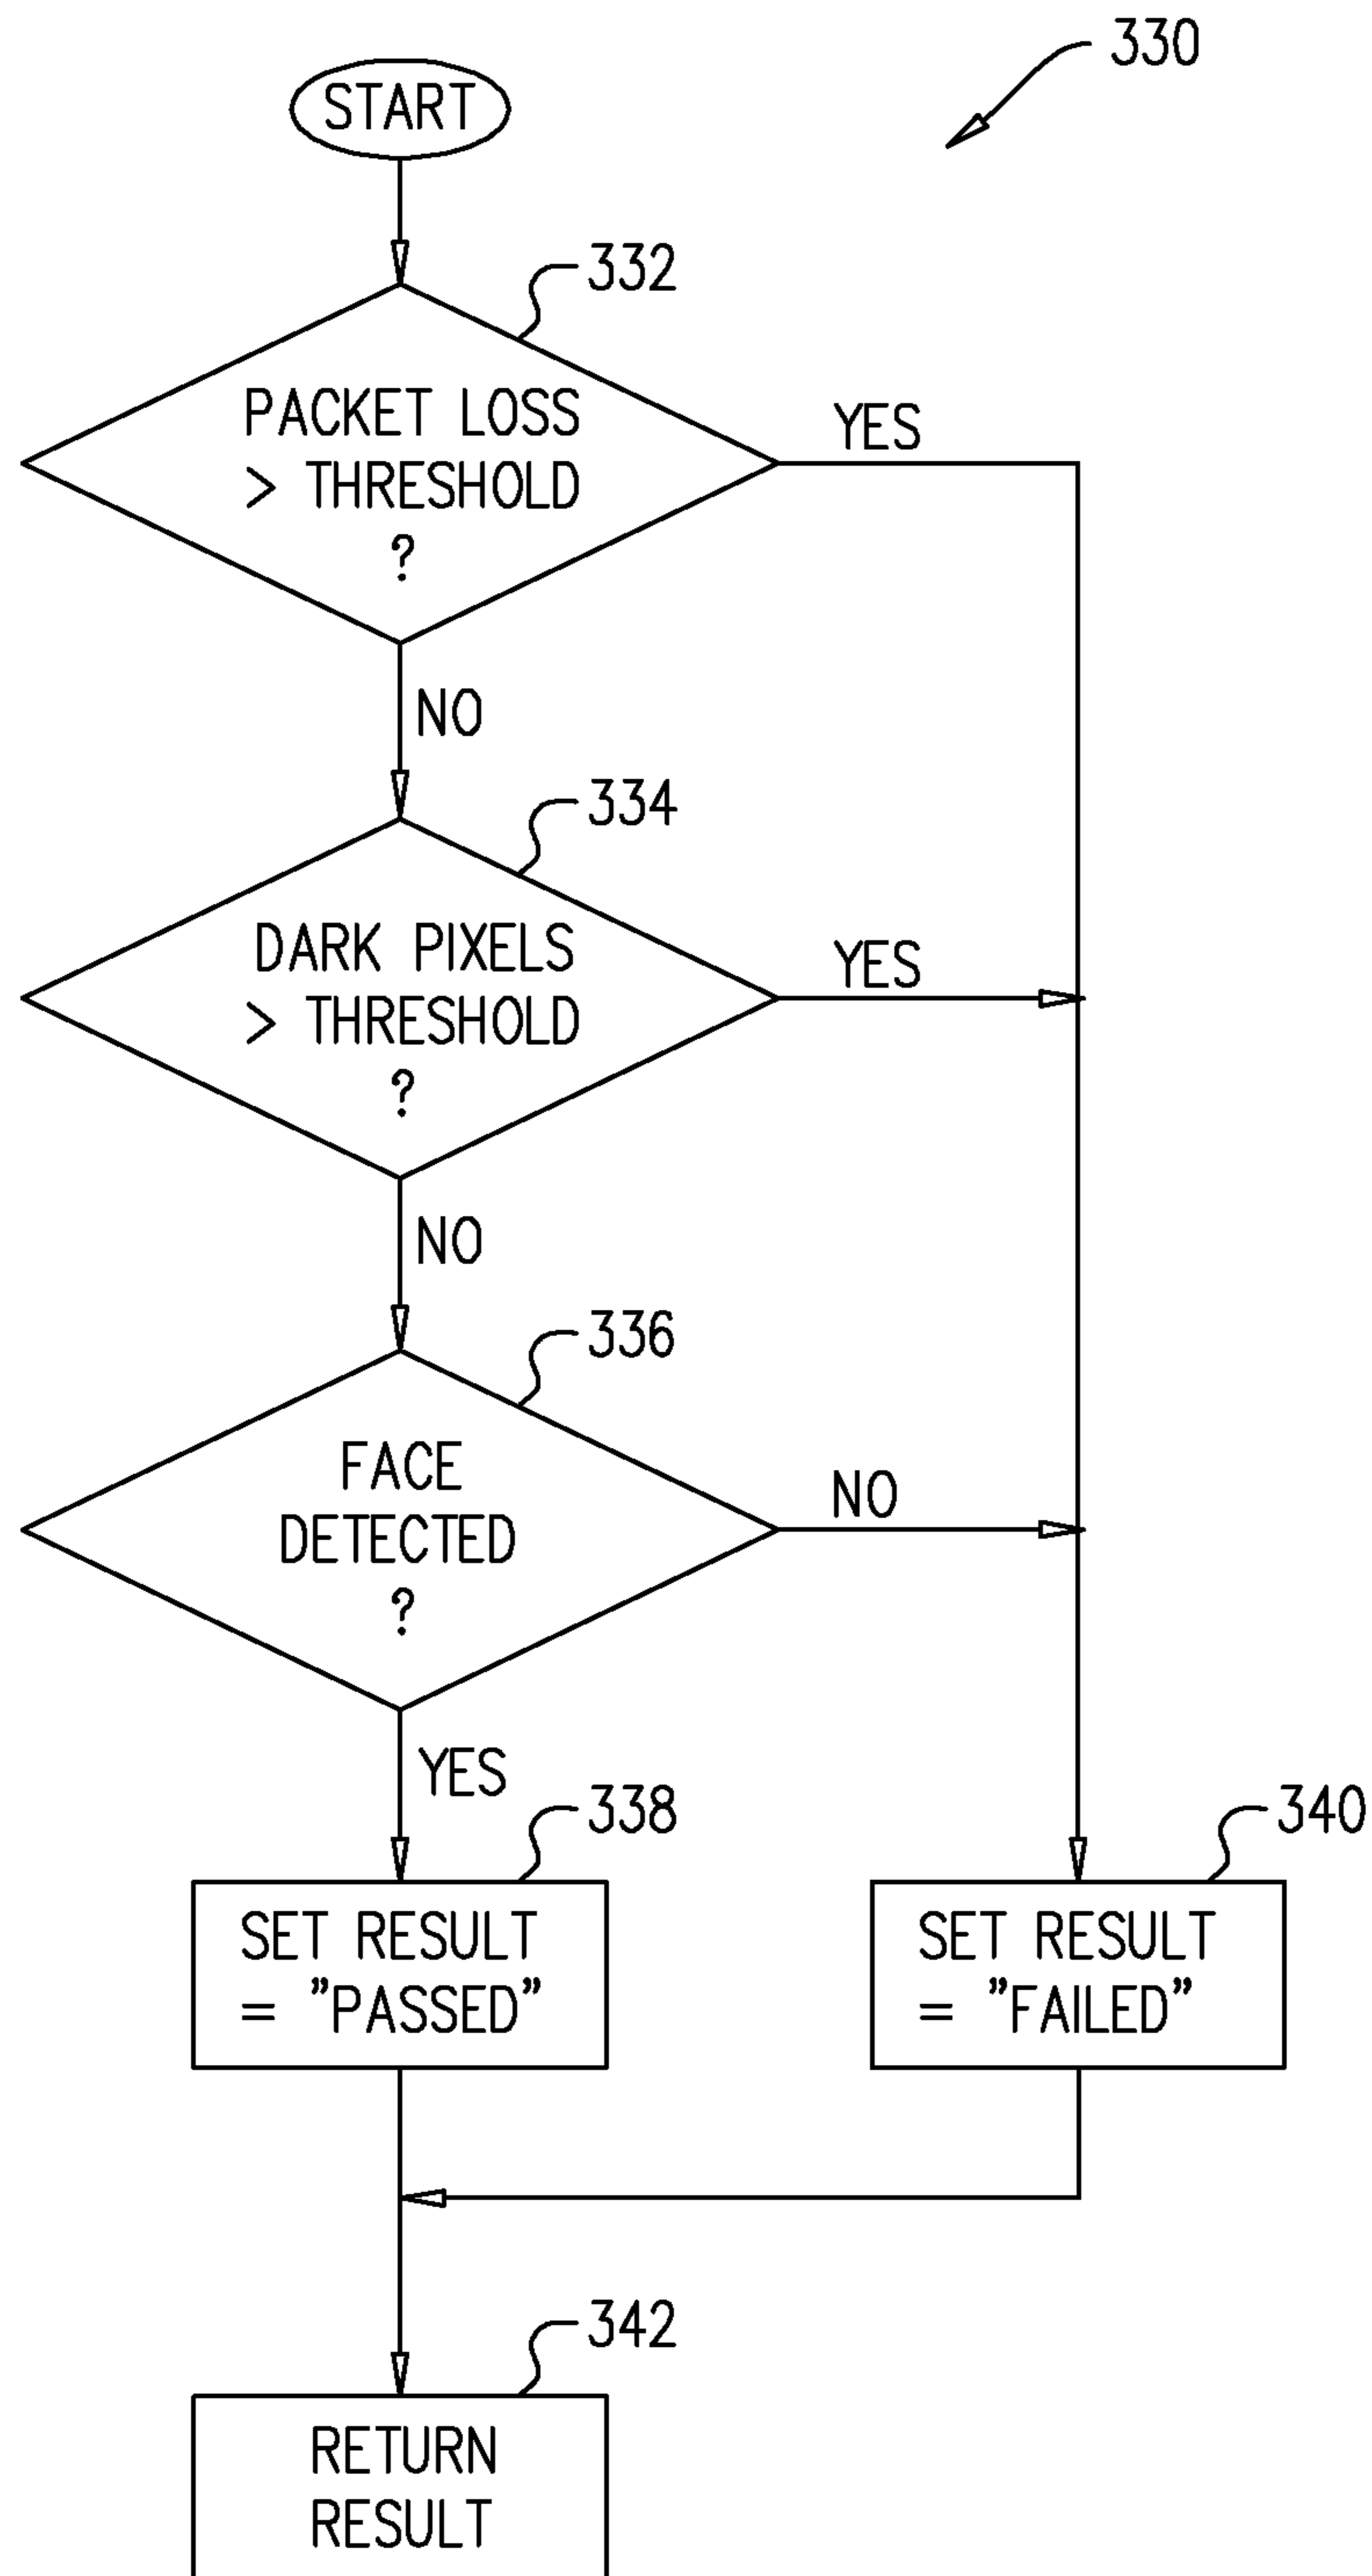 330
START
332
PACKET LOSS
> THRESHOLD
?
YES
NO
334
DARK PIXELS
> THRESHOLD
?
YES
NO
336
FACE
DETECTED
?
NO
YES
338
340
SET RESULT
= "PASSED"
SET RESULT
= "FAILED"
342
RETURN
RESULT